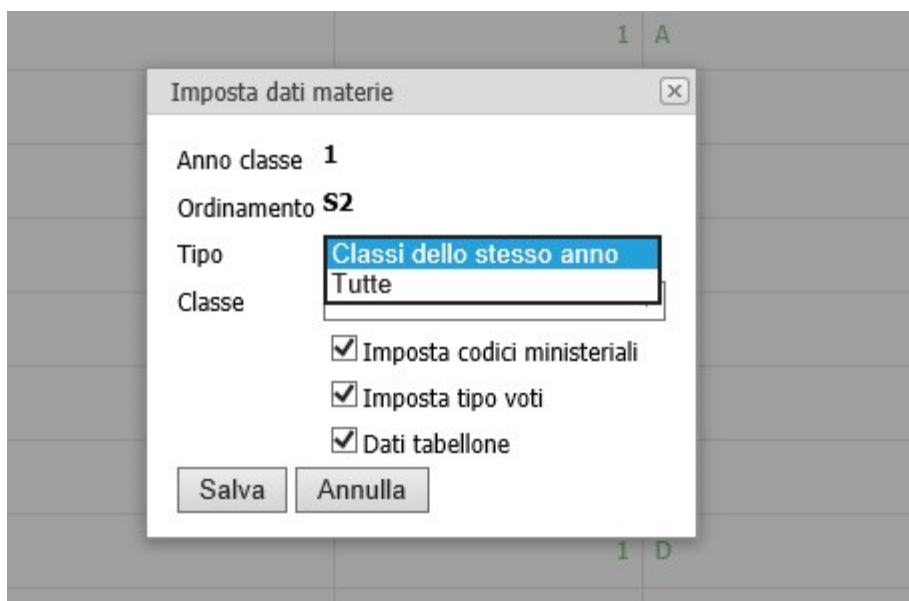 1 A
Imposta dati materie
Anno classe 1
Ordinamento S2
Tipo Classi dello stesso anno
Tutte
Classe
Imposta codici ministeriali
Imposta tipo voti
Dati tabellone
Salva Annulla
1 D